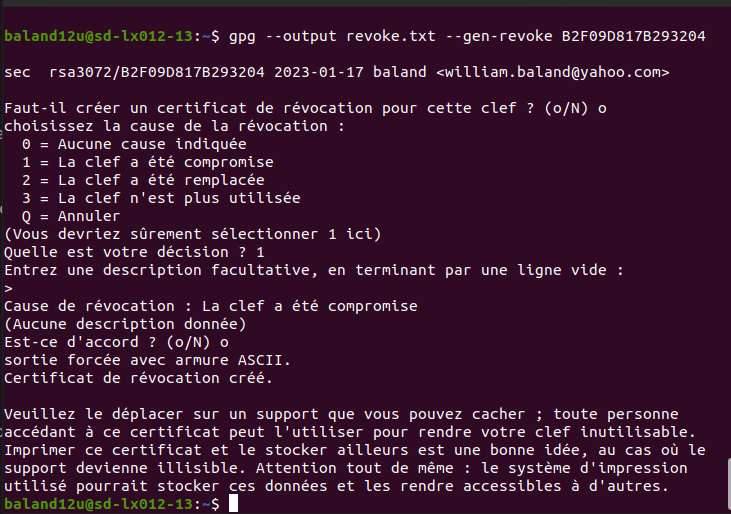 baland12u@sd-lx012-13:~$ gpg --output revoke.txt --gen-revoke B2F09D817B293204
sec  rsa3072/B2F09D817B293204 2023-01-17 baland <william.baland@yahoo.com>
Faut-il créer un certificat de révocation pour cette clef ? (o/N) o
choisissez la cause de la révocation :
  0 = Aucune cause indiquée
  1 = La clef a été compromise
  2 = La clef a été remplacée
  3 = La clef n'est plus utilisée
  Q = Annuler
(Vous devriez sûrement sélectionner 1 ici)
Quelle est votre décision ? 1
Entrez une description facultative, en terminant par une ligne vide :
>
Cause de révocation : La clef a été compromise
(Aucune description donnée)
Est-ce d'accord ? (o/N) o
sortie forcée avec armure ASCII.
Certificat de révocation créé.
Veuillez le déplacer sur un support que vous pouvez cacher ; toute personne
accédant à ce certificat peut l'utiliser pour rendre votre clef inutilisable.
Imprimer ce certificat et le stocker ailleurs est une bonne idée, au cas où le
support devienne illisible. Attention tout de même : le système d'impression
utilisé pourrait stocker ces données et les rendre accessibles à d'autres.
baland12u@sd-lx012-13:~$